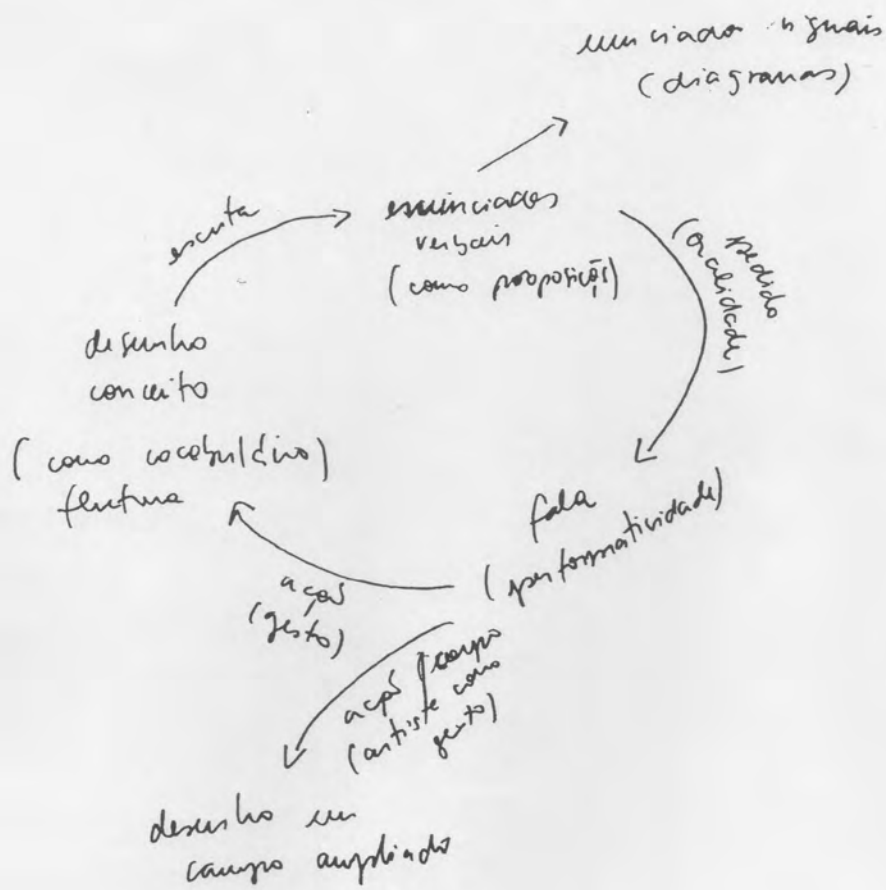 enunciados visuais
(diagramas)
escrita
enunciados
verbais
(como proposições)
pedido
(oralidade)
desenho
conceito
(como vocabulário)
fala
(performatividade)
ação
(gesto)
ação / corpo
(artista como
gesto)
desenho em
campo ampliado